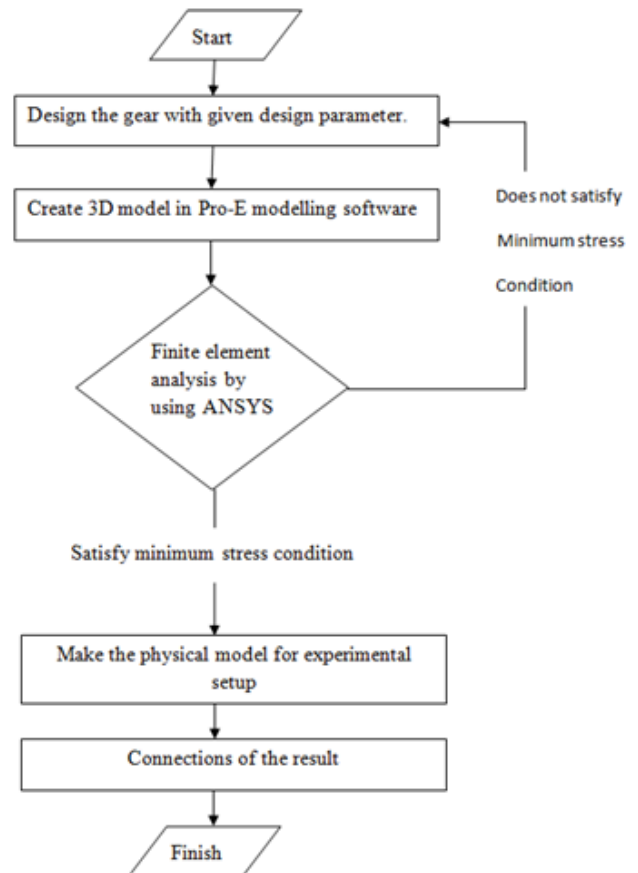 Start
Design the gear with given design parameter.
Create 3D model in Pro-E modelling software
Does not satisfy
Minimum stress
Condition
Finite element
analysis by
using ANSYS
Satisfy minimum stress condition
Make the physical model for experimental
setup
Connections of the result
Finish